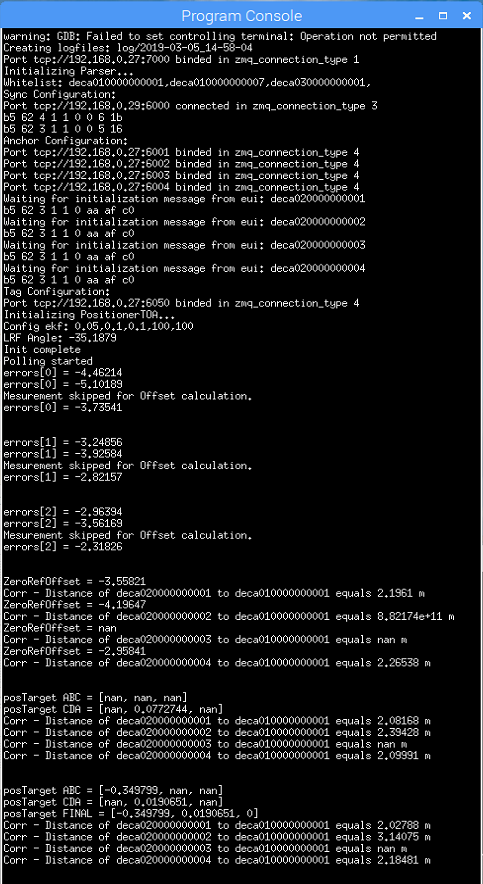 Program Console
warning: GDB: Failed to set controlling terminal: Operation not permitted
Creating logfiles: log/2019-03-05_14-58-04
Port tcp://192.168.0.27:7000 binded in zmq_connection_type 1
Initializing Parser...
Whitelist: deca010000000001,deca010000000007,deca030000000001,
Sync Configuration:
Port tcp://192.168.0.29:6000 connected in zmq_connection_type 3
b5 62 4 1 1 0 0 6 1b
b5 62 3 1 1 0 0 5 16
Anchor Configuration:
Port tcp://192.168.0.27:6001 binded in zmq_connection_type 4
Port tcp://192.168.0.27:6002 binded in zmq_connection_type 4
Port tcp://192.168.0.27:6003 binded in zmq_connection_type 4
Port tcp://192.168.0.27:6004 binded in zmq_connection_type 4
Waiting for initialization message from eui: deca020000000001
b5 62 3 1 1 0 aa af c0
Waiting for initialization message from eui: deca020000000002
b5 62 3 1 1 0 aa af c0
Waiting for initialization message from eui: deca020000000003
b5 62 3 1 1 0 aa af c0
Waiting for initialization message from eui: deca020000000004
b5 62 3 1 1 0 aa af c0
Tag Configuration:
Port tcp://192.168.0.27:6050 binded in zmq_connection_type 4
Initializing PositionerTOA...
Config ekf: 0.05,0.1,0.1,100,100
LRF Angle: -35.1879
Init complete
Polling started
errors[0] = -4.46214
errors[0] = -5.10189
Mesurement skipped for Offset calculation.
errors[0] = -3.73541
errors[1] = -3.24856
errors[1] = -3.92584
Mesurement skipped for Offset calculation.
errors[1] = -2.82157
errors[2] = -2.96394
errors[2] = -3.56169
Mesurement skipped for Offset calculation.
errors[2] = -2.31826
ZeroRefOffset = -3.55821
Corr - Distance of deca020000000001 to deca010000000001 equals 2.1961 m
ZeroRefOffset = -4.19647
Corr - Distance of deca020000000002 to deca010000000001 equals 8.82174e+11 m
ZeroRefOffset = nan
Corr - Distance of deca020000000003 to deca010000000001 equals nan m
ZeroRefOffset = -2.95841
Corr - Distance of deca020000000004 to deca010000000001 equals 2.26538 m
posTarget ABC = [nan, nan, nan]
posTarget CDA = [nan, 0.0772744, nan]
Corr - Distance of deca020000000001 to deca010000000001 equals 2.08168 m
Corr - Distance of deca020000000002 to deca010000000001 equals 2.39428 m
Corr - Distance of deca020000000003 to deca010000000001 equals nan m
Corr - Distance of deca020000000004 to deca010000000001 equals 2.09991 m
posTarget ABC = [-0.349799, nan, nan]
posTarget CDA = [nan, 0.0190651, nan]
posTarget FINAL = [-0.349799, 0.0190651, 0]
Corr - Distance of deca020000000001 to deca010000000001 equals 2.02788 m
Corr - Distance of deca020000000002 to deca010000000001 equals 3.14075 m
Corr - Distance of deca020000000003 to deca010000000001 equals nan m
Corr - Distance of deca020000000004 to deca010000000001 equals 2.18481 m